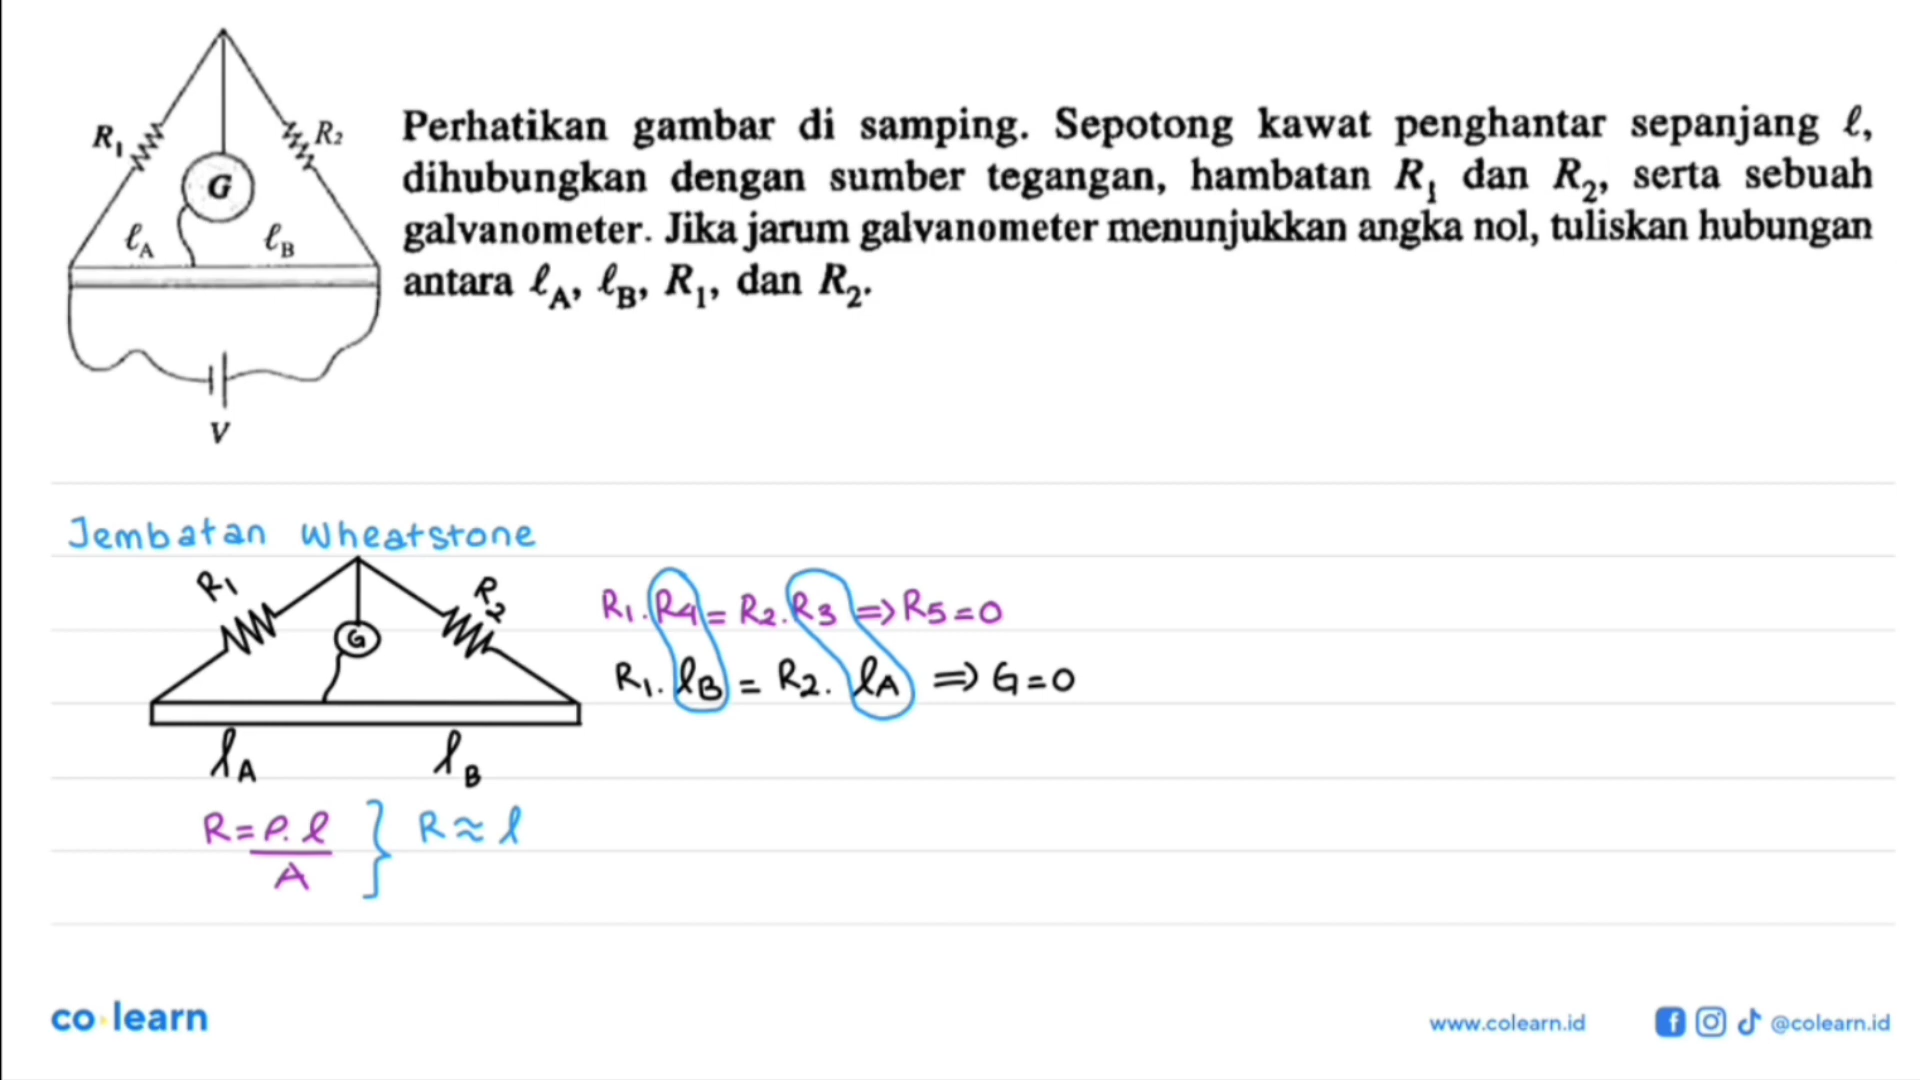 R₁
R₂
G
ℓA
ℓB
V
Perhatikan gambar di samping. Sepotong kawat penghantar sepanjang ℓ,
dihubungkan dengan sumber tegangan, hambatan R₁ dan R₂, serta sebuah
galvanometer. Jika jarum galvanometer menunjukkan angka nol, tuliskan hubungan
antara ℓA, ℓB, R₁, dan R₂.
Jembatan Wheatstone
R₁
R₂
G
ℓA
ℓB
R₁.R₄ = R₂.R₃ => R₅=0
R₁.ℓB = R₂.ℓA => G=0
R=ρ.ℓ/A } R≈ℓ
co learn
www.colearn.id
@colearn.id